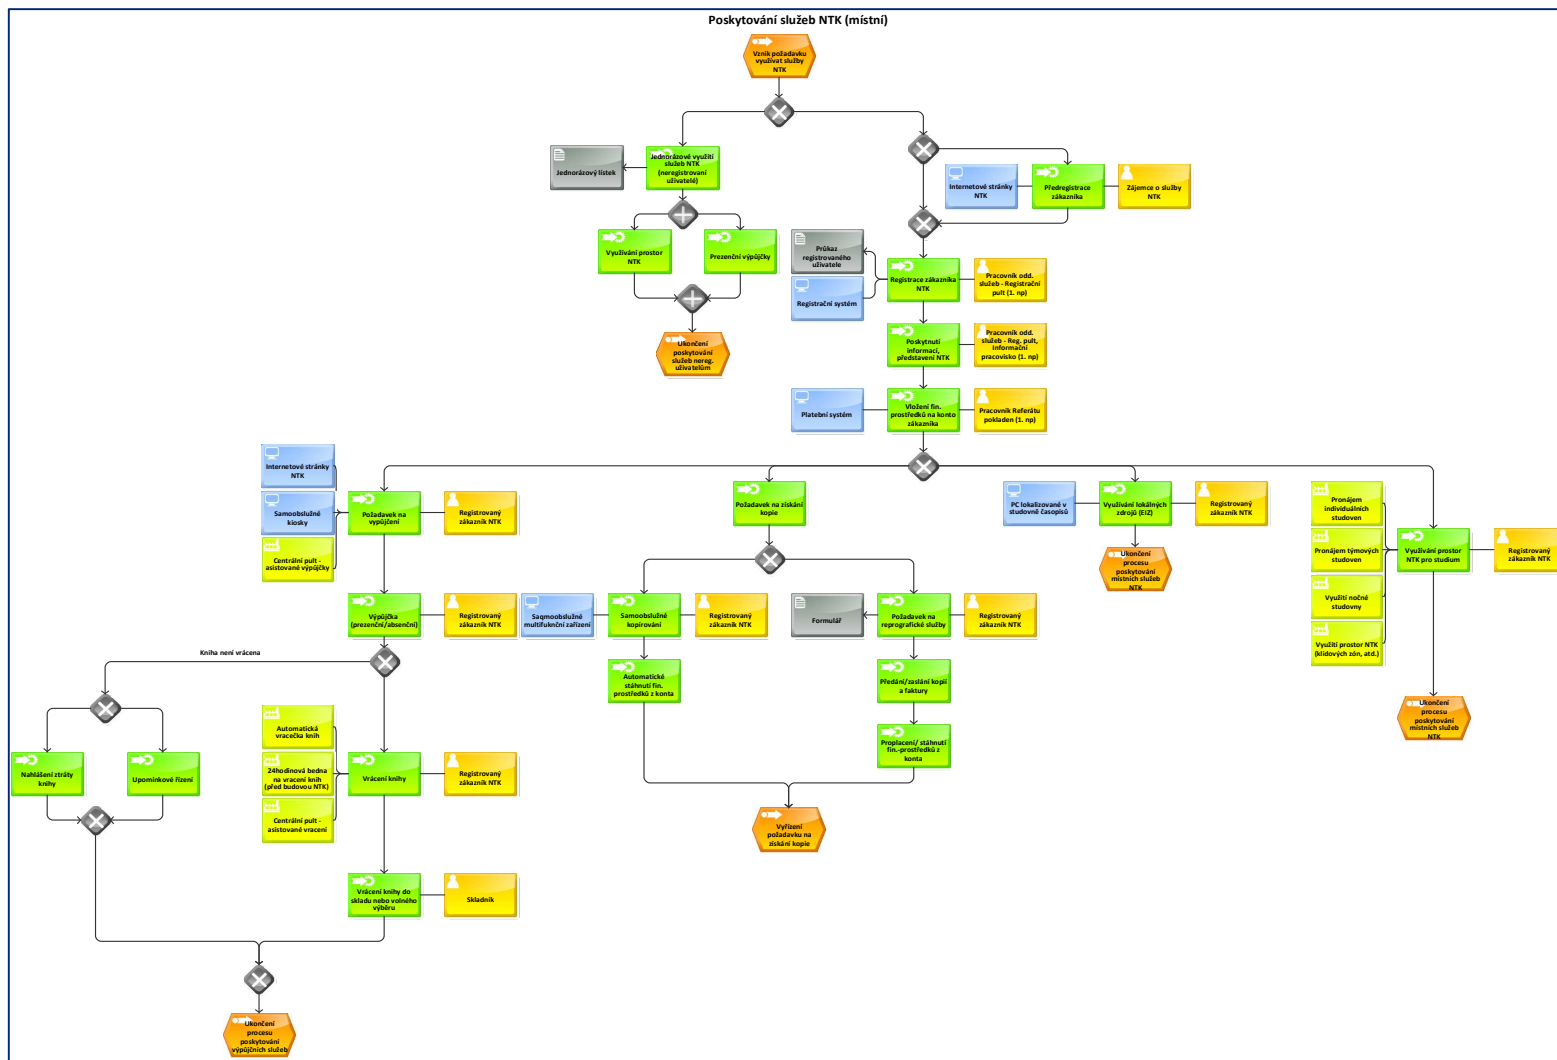 Poskytování služeb NTK (místní)
Vznik požadavku
využívat služby
NTK
Jednorázový lístek
Jednorázové využití
služeb NTK
(neregistrovaní
uživatelé)
Internetové stránky
NTK
Předregistrace
zákazníka
Zájemce o služby
NTK
Využívání prostor
NTK
Prezenční výpůjčky
Průkaz
registrovaného
uživatele
Registrační systém
Registrace zákazníka
NTK
Pracovník odd.
služeb - Registrační
pult (1. np)
Ukončení
poskytování
služeb nereg.
uživatelům
Poskytnutí
informací,
představení NTK
Pracovník odd.
služeb - Reg. pult,
Informační
pracovisko (1. np)
Platební systém
Vložení fin.
prostředků na konto
zákazníka
Pracovník Referátu
pokladen (1. np)
Internetové stránky
NTK
Samoobslužné
kiosky
Centrální pult -
asistované výpůjčky
Požadavek na
vypůjčení
Registrovaný
zákazník NTK
Požadavek na získání
kopie
PC lokalizované v
studovně časopisů
Využívání lokálných
zdrojů (EIZ)
Registrovaný
zákazník NTK
Ukončení
procesu
poskytování
místních služeb
NTK
Pronájem
individuálních
studoven
Pronájem týmových
studoven
Využití nočné
studovny
Využití prostor NTK
(klidových zón, atd.)
Využívání prostor
NTK pro studium
Registrovaný
zákazník NTK
Výpůjčka
(prezenční/absenční)
Registrovaný
zákazník NTK
Saqmoobslužné
multifuknční zařízení
Samoobslužné
kopírování
Registrovaný
zákazník NTK
Formulář
Požadavek na
reprografické služby
Registrovaný
zákazník NTK
Kniha není vrácena
Automatické
stáhnutí fin.
prostředků z konta
Předání/zaslání kopií
a faktury
Proplacení/ stáhnutí
fin.-prostředků z
konta
Ukončení
procesu
poskytování
místních služeb
NTK
Nahlášení ztráty
knihy
Upomínkové řízení
Automatická
vracečka knih
24hodinová bedna
na vracení knih
(před budovou NTK)
Centrální pult -
asistované vracení
Vrácení knihy
Registrovaný
zákazník NTK
Vyřízení
požadavku na
získání kopie
Vrácení knihy do
skladu nebo volného
výběru
Skladník
Ukončení
procesu
poskytování
výpůjčních služeb